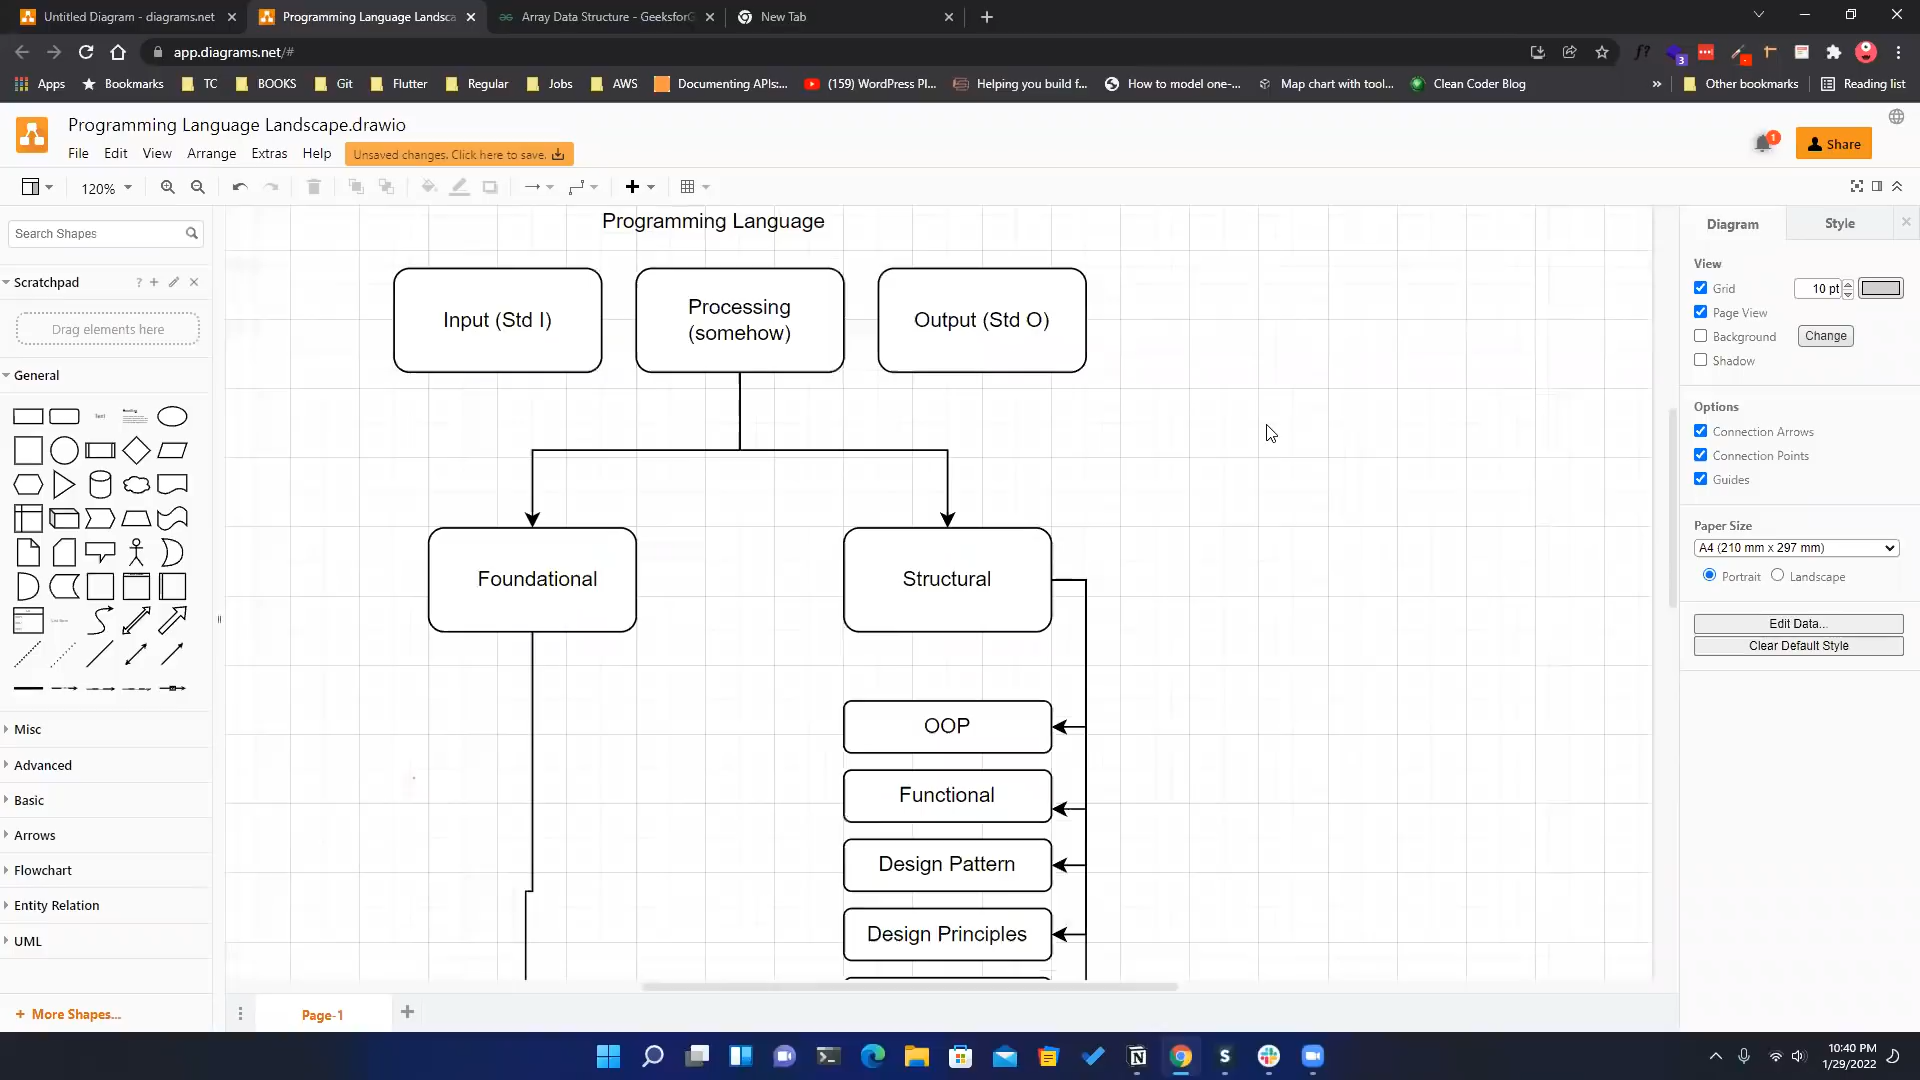 Untitled Diagram - diagrams.net
Programming Language Landsca
Array Data Structure - GeeksforG
New Tab
app.diagrams.net/#
f?
3
Apps
Bookmarks
TC
BOOKS
Git
Flutter
Regular
Jobs
AWS
Documenting APIs:...
(159) WordPress Pl...
Helping you build f...
How to model one-...
Map chart with tool...
Clean Coder Blog
»
Other bookmarks
Reading list
Programming Language Landscape.drawio
File
Edit
View
Arrange
Extras
Help
Unsaved changes. Click here to save.
1
Share
120%
Search Shapes
Scratchpad
?
Drag elements here
General
Text
Heading
Misc
Advanced
Basic
Arrows
Flowchart
Entity Relation
UML
+ More Shapes...
Programming Language
Input (Std I)
Processing
(somehow)
Output (Std O)
Foundational
Structural
OOP
Functional
Design Pattern
Design Principles
Page-1
Diagram
Style
View
Grid
10 pt
Page View
Background
Change
Shadow
Options
Connection Arrows
Connection Points
Guides
Paper Size
A4 (210 mm x 297 mm)
Portrait
Landscape
Edit Data...
Clear Default Style
S
10:40 PM
1/29/2022